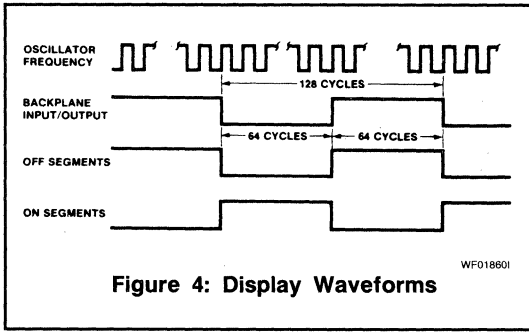 OSCILLATOR
FREQUENCY
128 CYCLES
BACKPLANE
INPUT/OUTPUT
64 CYCLES 64 CYCLES
OFF SEGMENTS
ON SEGMENTS
WF01860I
Figure 4: Display Waveforms